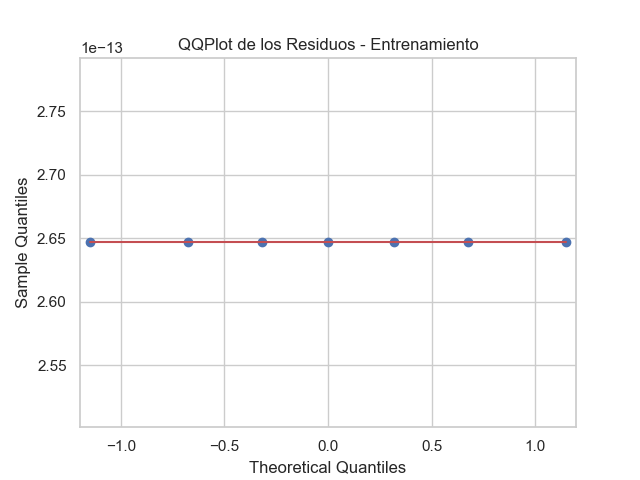 QQPlot de los Residuos - Entrenamiento
1e−13
2.75
2.70
2.65
2.60
2.55
Sample Quantiles
−1.0 −0.5 0.0 0.5 1.0
Theoretical Quantiles